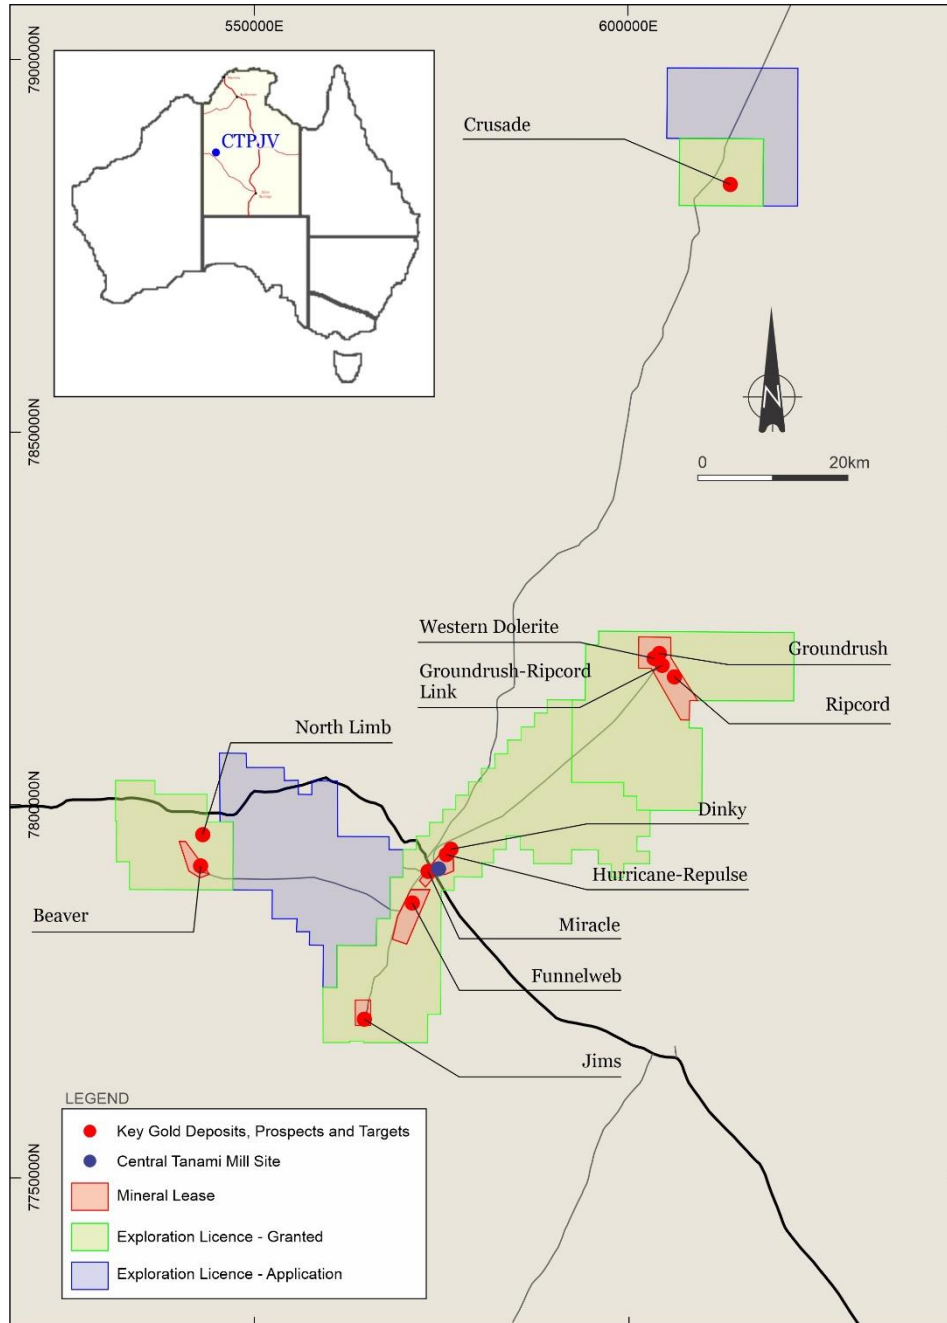 550000E
600000E
7900000N
CTPJV
Crusade
7850000N
0
20km
N
Western Dolerite
Groundrush
Groundrush-Ripcord
Link
Ripcord
North Limb
7800000N
Dinky
Hurricane-Repulse
Beaver
Miracle
Funnelweb
Jims
7750000N
LEGEND
Key Gold Deposits, Prospects and Targets
Central Tanami Mill Site
Mineral Lease
Exploration Licence - Granted
Exploration Licence - Application